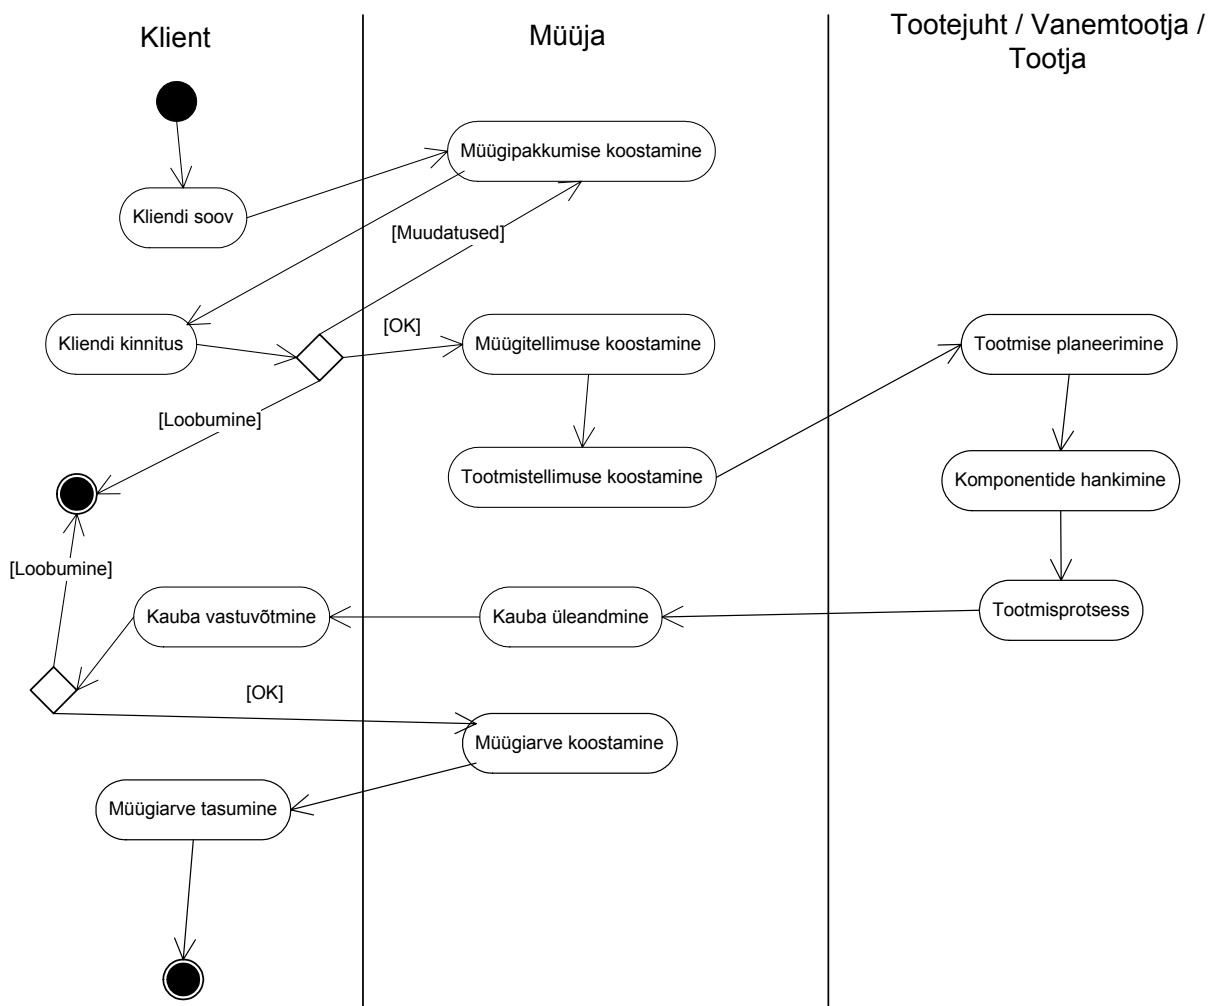 Klient
Müüja
Tootejuht / Vanemtootja /
Tootja
Müügipakkumise koostamine
Kliendi soov
[Muudatused]
[OK]
Kliendi kinnitus
Müügitellimuse koostamine
Tootmise planeerimine
[Loobumine]
Tootmistellimuse koostamine
Komponentide hankimine
[Loobumine]
Kauba vastuvõtmine
Kauba üleandmine
Tootmisprotsess
[OK]
Müügiarve koostamine
Müügiarve tasumine